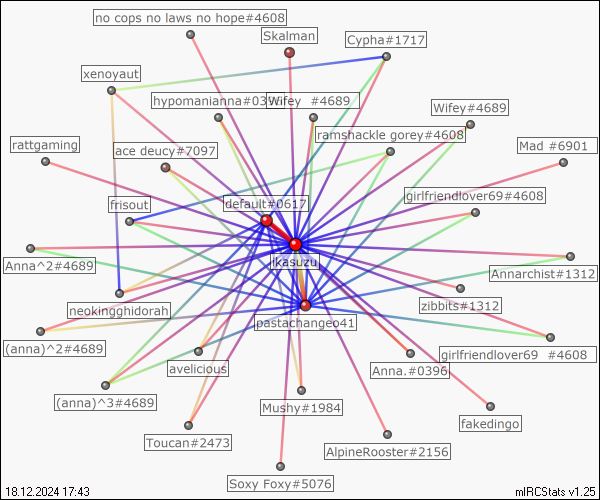 no cops no laws no hope#4608
Skalman
Cypha#1717
xenoyaut
hypomanianna#03
Wifey #4689
Wifey#4689
ramshackle gorey#4608
rattgaming
ace deucy#7097
Mad #6901
frisout
default#0617
girlfriendlover69#4608
Anna^2#4689
ikasuzu
Annarchist#1312
neokingghidorah
zibbits#1312
pastachangeo41
(anna)^2#4689
girlfriendlover69 #4608
avelicious
Anna.#0396
(anna)^3#4689
Mushy#1984
fakedingo
Toucan#2473
AlpineRooster#2156
Soxy Foxy#5076
18.12.2024 17:43
mIRCStats v1.25